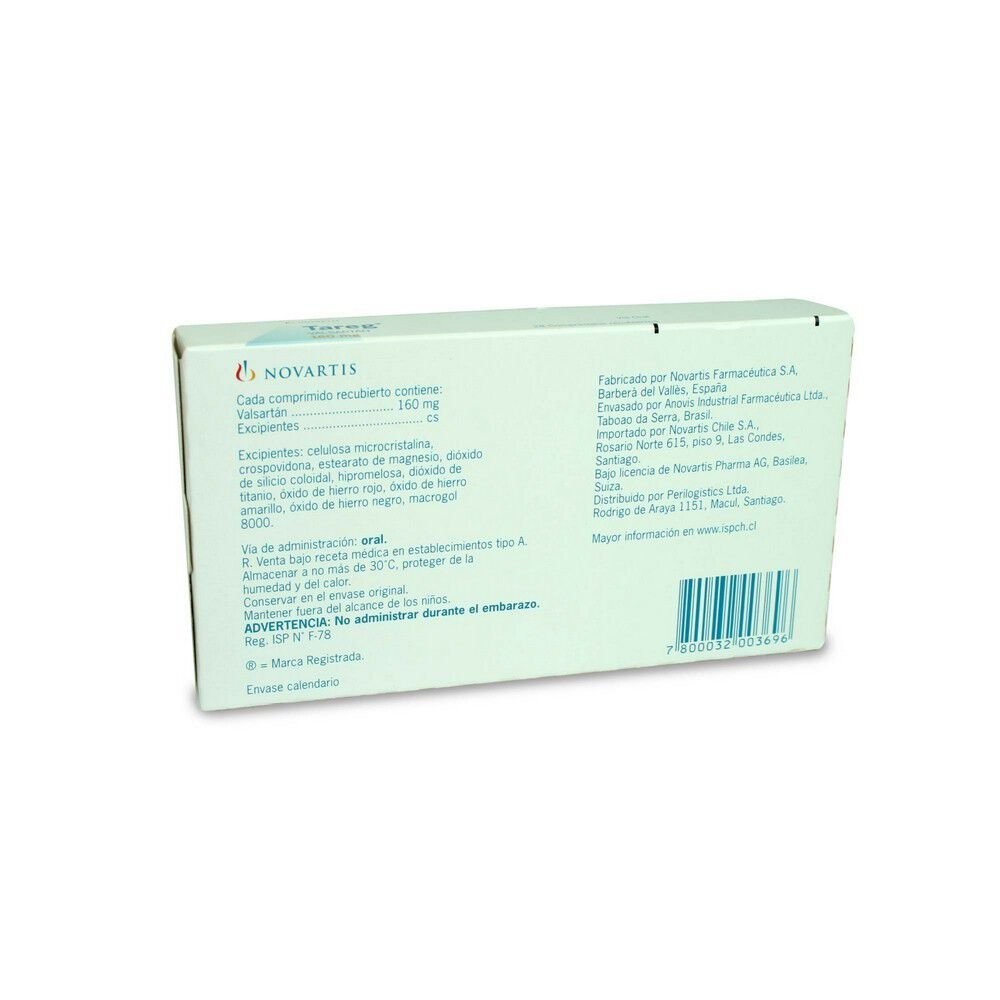 Tareg®
VALSARTÁN
160 mg
NOVARTIS
Cada comprimido recubierto contiene:
Valsartán ............................ 160 mg
Excipientes ................................. cs
Excipientes: celulosa microcristalina,
crospovidona, estearato de magnesio, dióxido
de silicio coloidal, hipromelosa, dióxido de
titanio, óxido de hierro rojo, óxido de hierro
amarillo, óxido de hierro negro, macrogol
8000.
Vía de administración: oral.
R. Venta bajo receta médica en establecimientos tipo A.
Almacenar a no más de 30°C, proteger de la
humedad y del calor.
Conservar en el envase original.
Mantener fuera del alcance de los niños.
ADVERTENCIA: No administrar durante el embarazo.
Reg. ISP N° F-78
® = Marca Registrada.
Envase calendario
Fabricado por Novartis Farmacéutica S.A,
Barberà del Vallès, España
Envasado por Anovis Industrial Farmacéutica Ltda.,
Taboao da Serra, Brasil.
Importado por Novartis Chile S.A.,
Rosario Norte 615, piso 9, Las Condes,
Santiago.
Bajo licencia de Novartis Pharma AG, Basilea,
Suiza.
Distribuido por Perilogistics Ltda.
Rodrigo de Araya 1151, Macul, Santiago.
Mayor información en www.ispch.cl
7 800032 003696